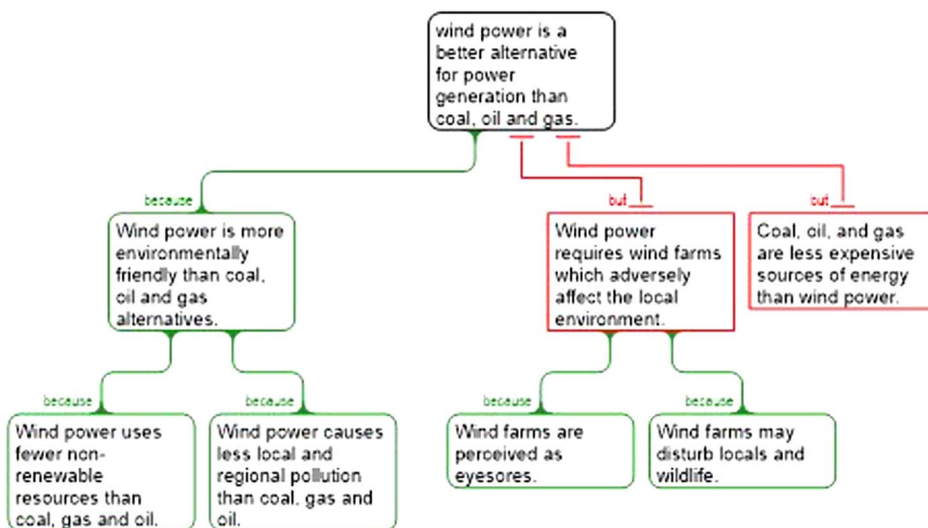 wind power is a
better alternative
for power
generation than
coal, oil and gas.
because
but
but
Wind power is more
environmentally
friendly than coal,
oil and gas
alternatives.
Wind power
requires wind farms
which adversely
affect the local
environment.
Coal, oil, and gas
are less expensive
sources of energy
than wind power.
because
because
because
because
Wind power uses
fewer non-
renewable
resources than
coal, gas and oil.
Wind power causes
less local and
regional pollution
than coal, gas and
oil.
Wind farms are
perceived as
eyesores.
Wind farms may
disturb locals and
wildlife.